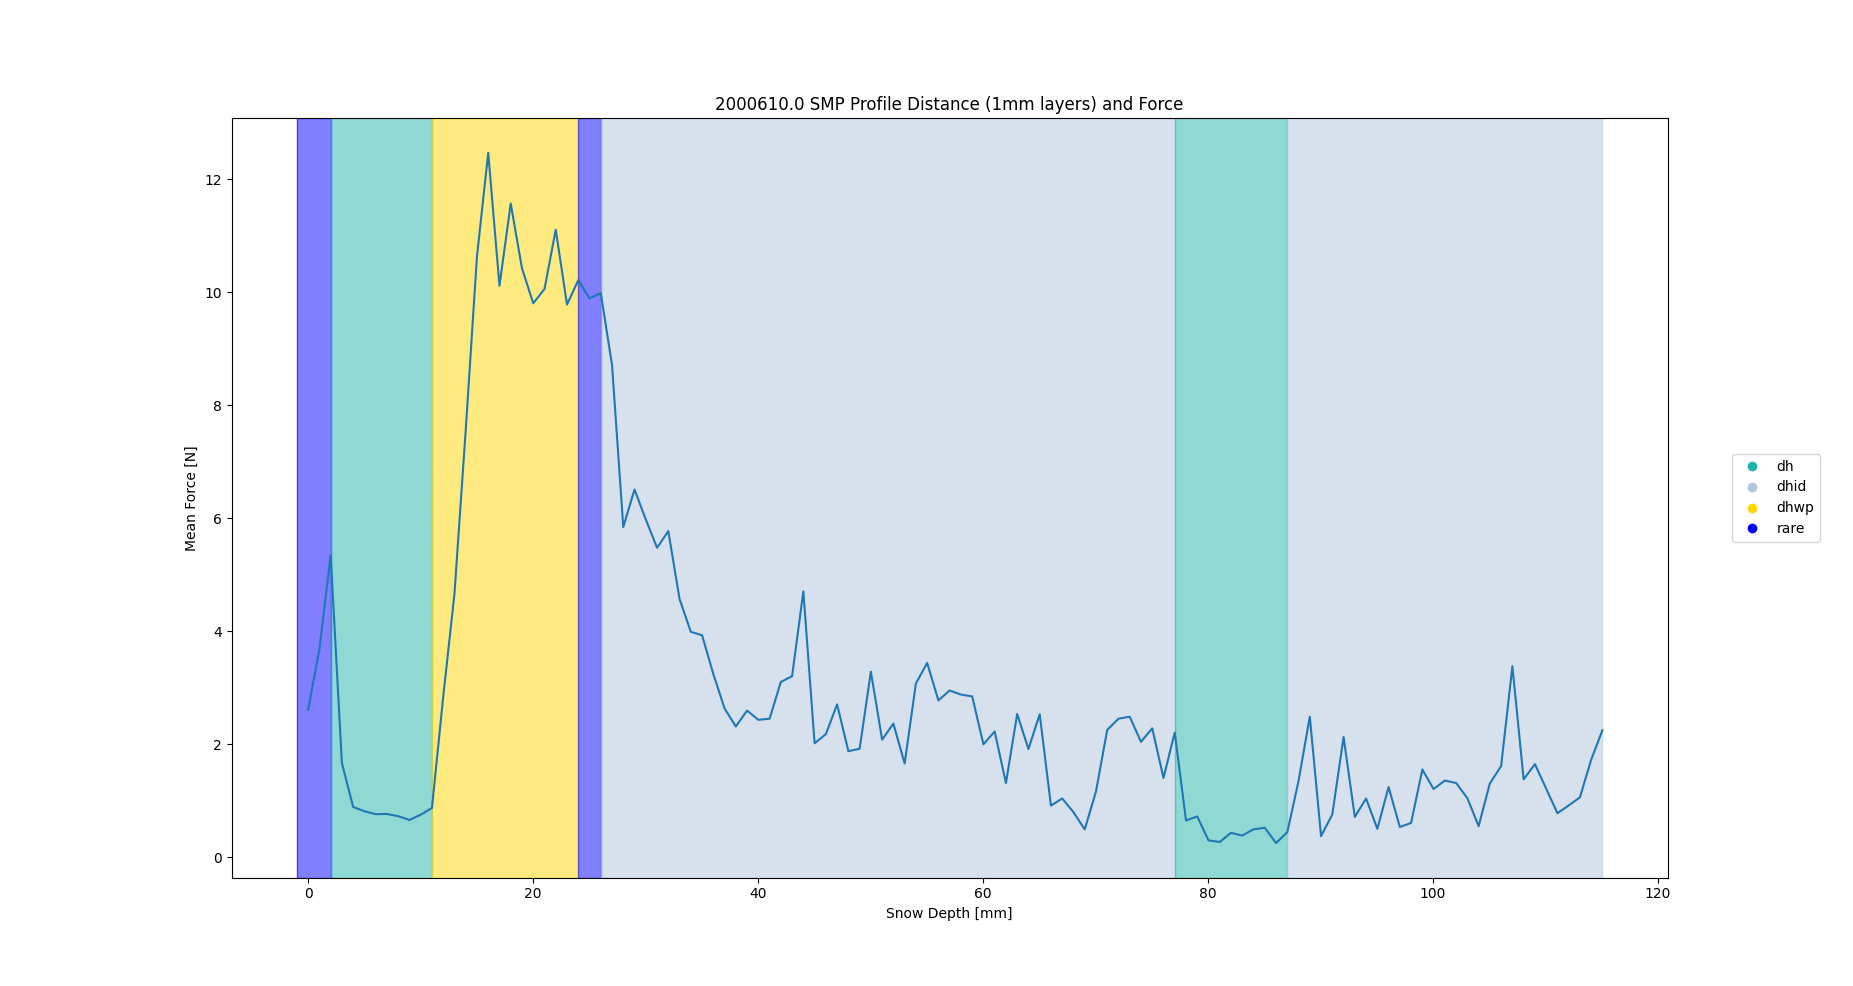 2000610.0 SMP Profile Distance (1mm layers) and Force
Mean Force [N]
12
10
8
6
4
2
0
0 20 40 60 80 100 120
Snow Depth [mm]
dh
dhid
dhwp
rare